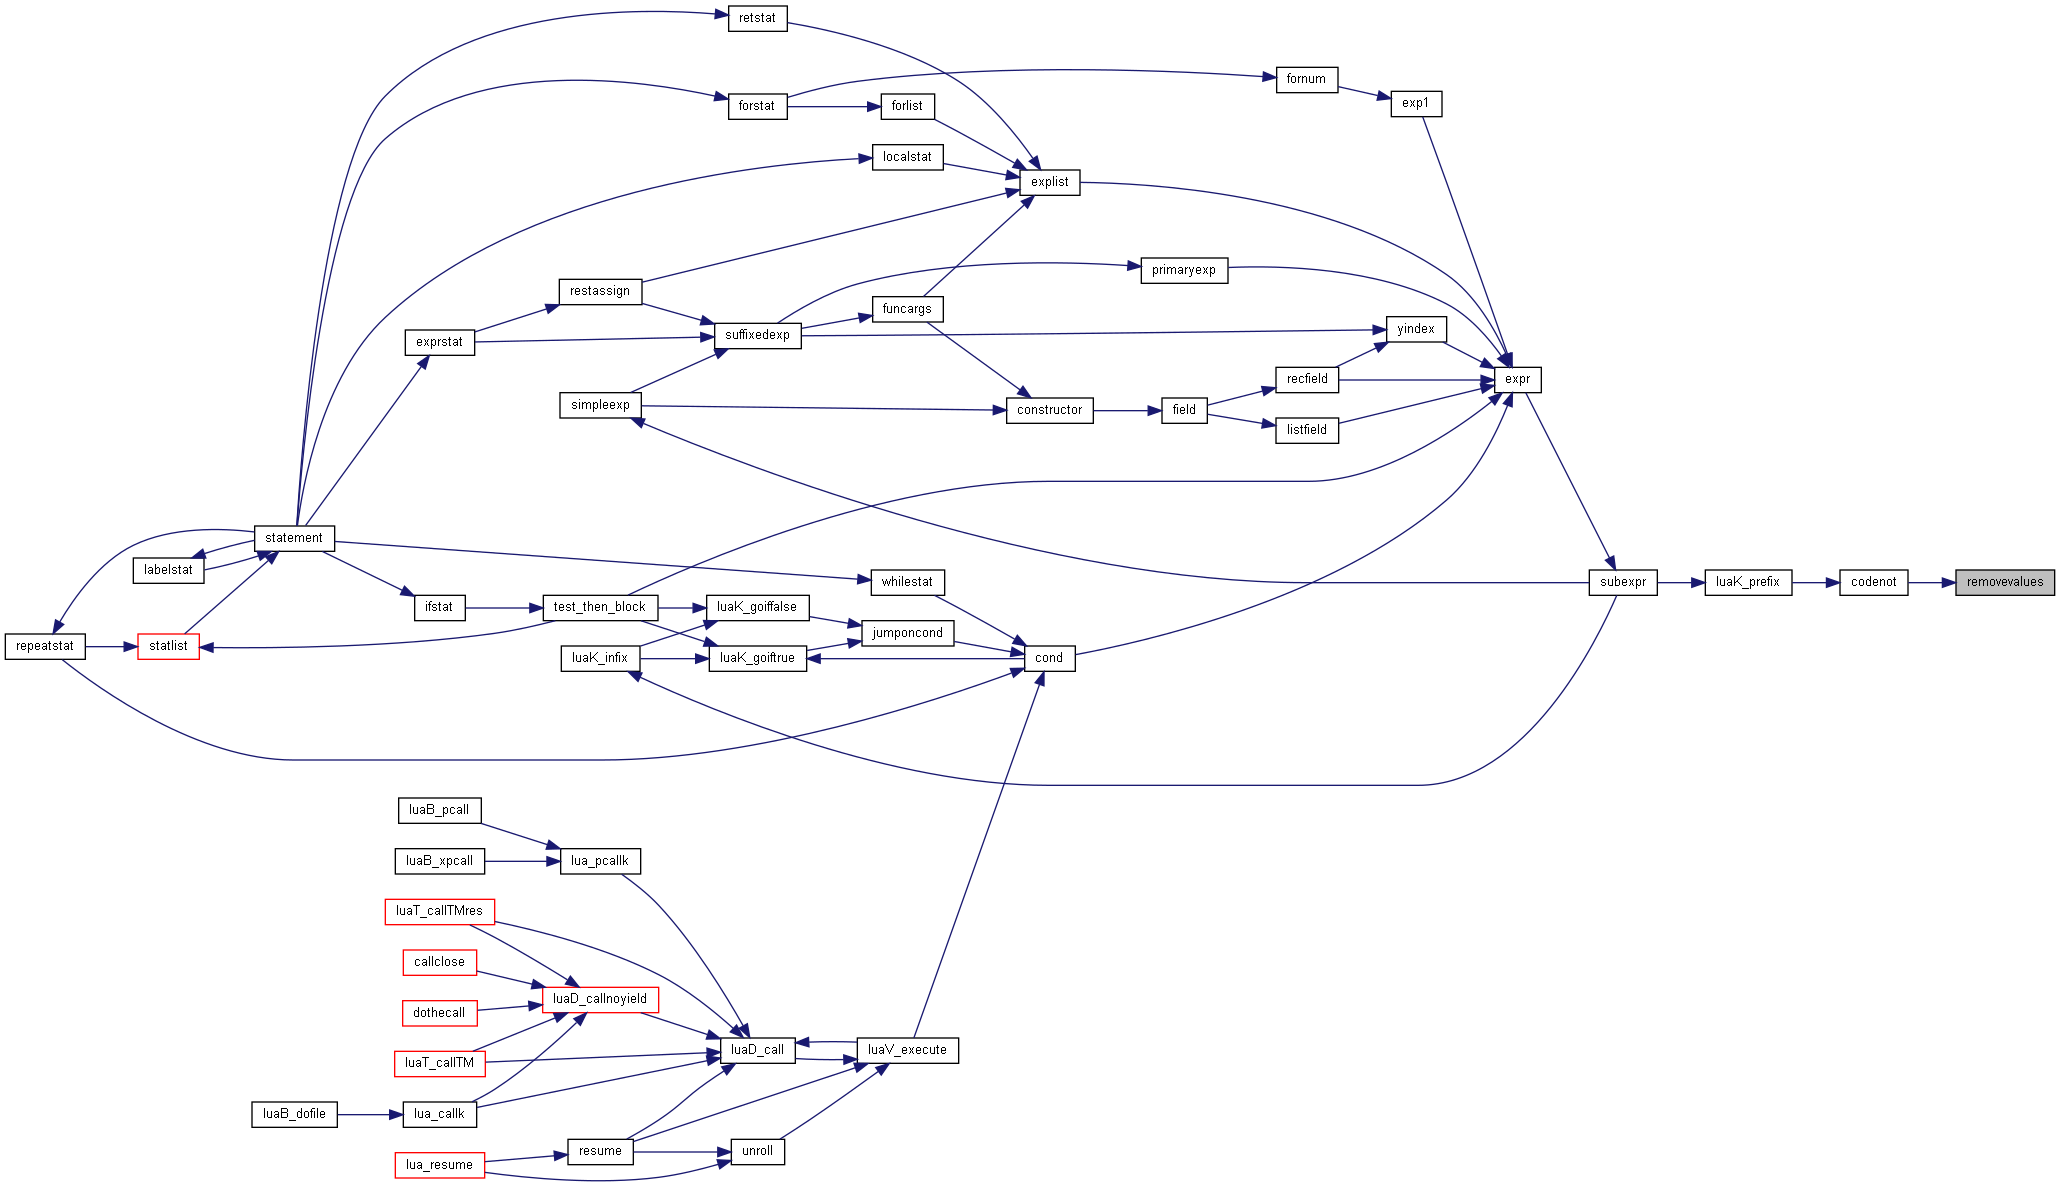 retstat
fornum
exp1
forstat
forlist
localstat
explist
primaryexp
restassign
funcargs
yindex
suffixedexp
exprstat
recfield
expr
simpleexp
constructor
field
listfield
statement
labelstat
whilestat
subexpr
luaK_prefix
codenot
removevalues
ifstat
test_then_block
luaK_goiffalse
jumponcond
repeatstat
statlist
luaK_infix
luaK_goiftrue
cond
luaB_pcall
luaB_xpcall
lua_pcallk
luaT_callTMres
callclose
luaD_callnoyield
dothecall
luaD_call
luaV_execute
luaT_callTM
luaB_dofile
lua_callk
resume
unroll
lua_resume